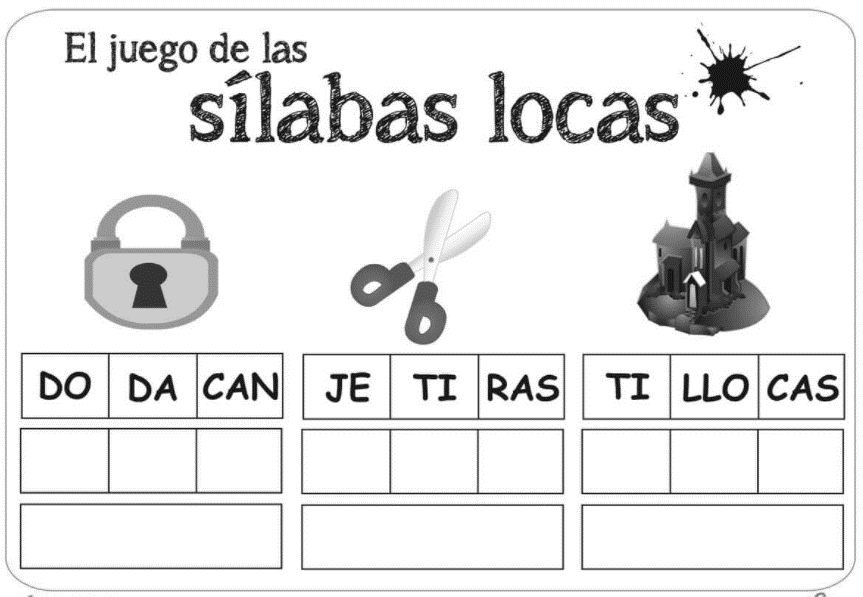 El juego de las
sílabas locas
DO DA CAN JE TI RAS TI LLO CAS